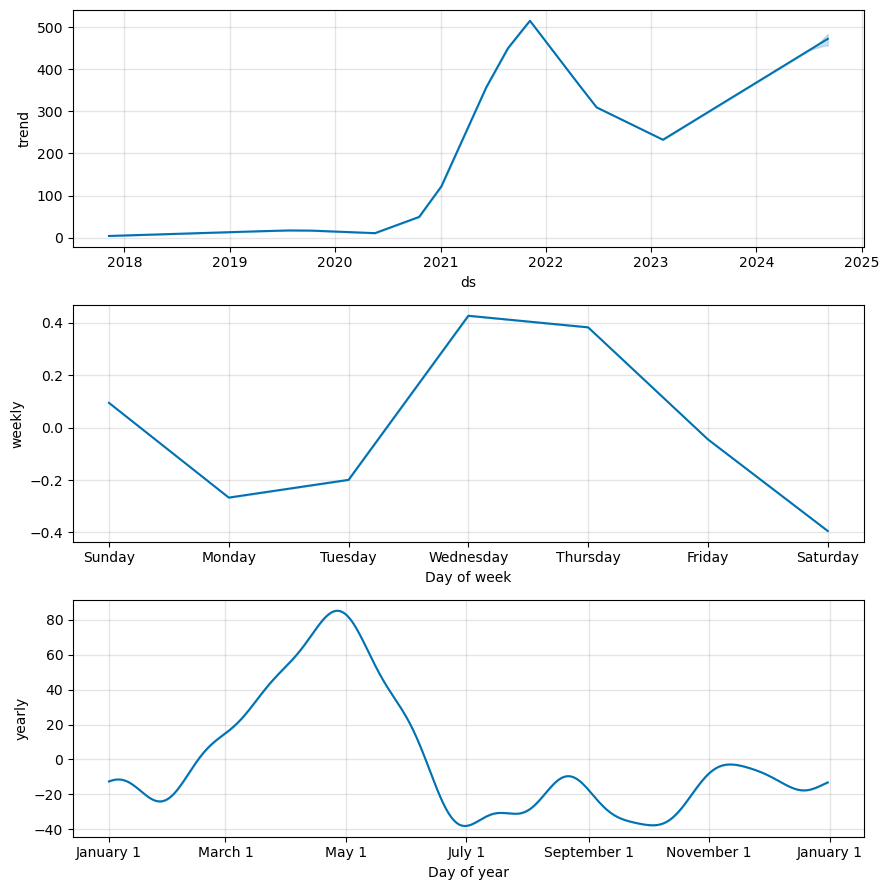 500
400
300
200
100
0
trend
2018 2019 2020 2021 2022 2023 2024 2025
ds
0.4
0.2
0.0
−0.2
−0.4
weekly
Sunday Monday Tuesday Wednesday Thursday Friday Saturday
Day of week
80
60
40
20
0
−20
−40
yearly
January 1 March 1 May 1 July 1 September 1 November 1 January 1
Day of year